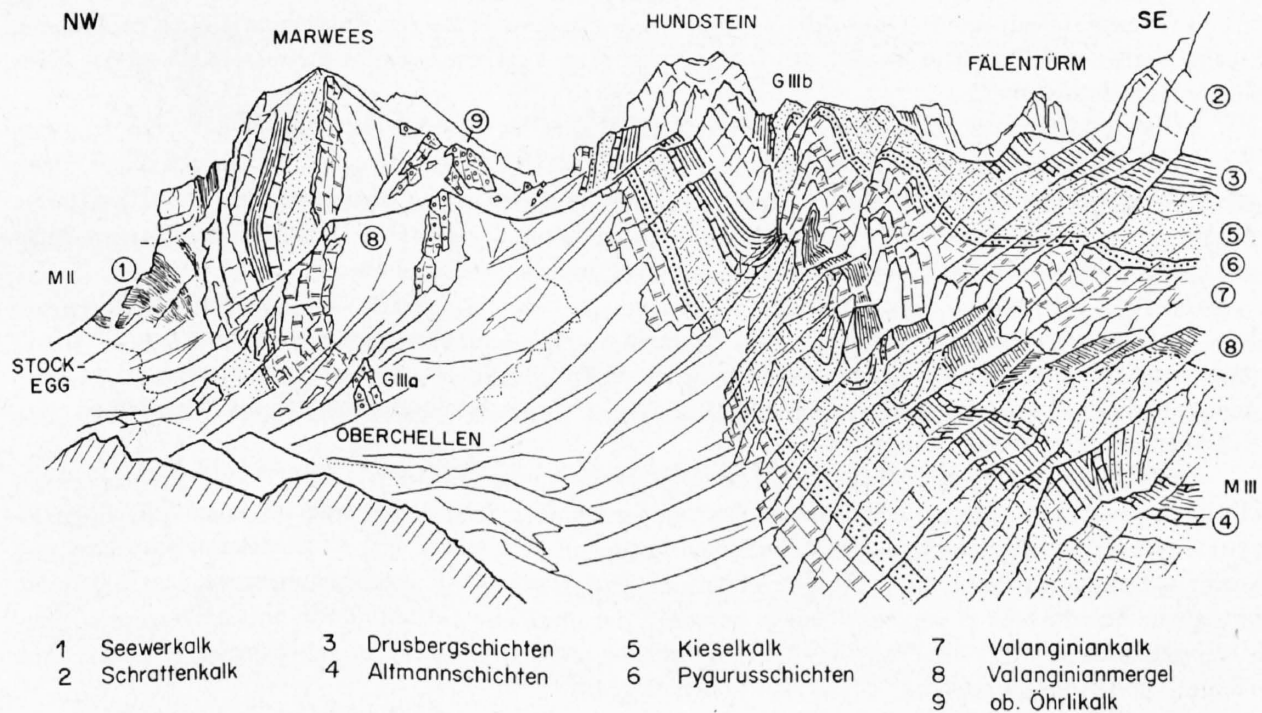 NW
SE
MARWEES
HUNDSTEIN
FÄLENTÜRM
G IIIb
2
9
3
8
5
M II
1
6
7
STOCK-
EGG
8
G IIIa
OBERCHELLEN
M III
4
1 Seewerkalk
2 Schrattenkalk
3 Drusbergschichten
4 Altmannschichten
5 Kieselkalk
6 Pygurusschichten
7 Valanginiankalk
8 Valanginianmergel
9 ob. Öhrlikalk